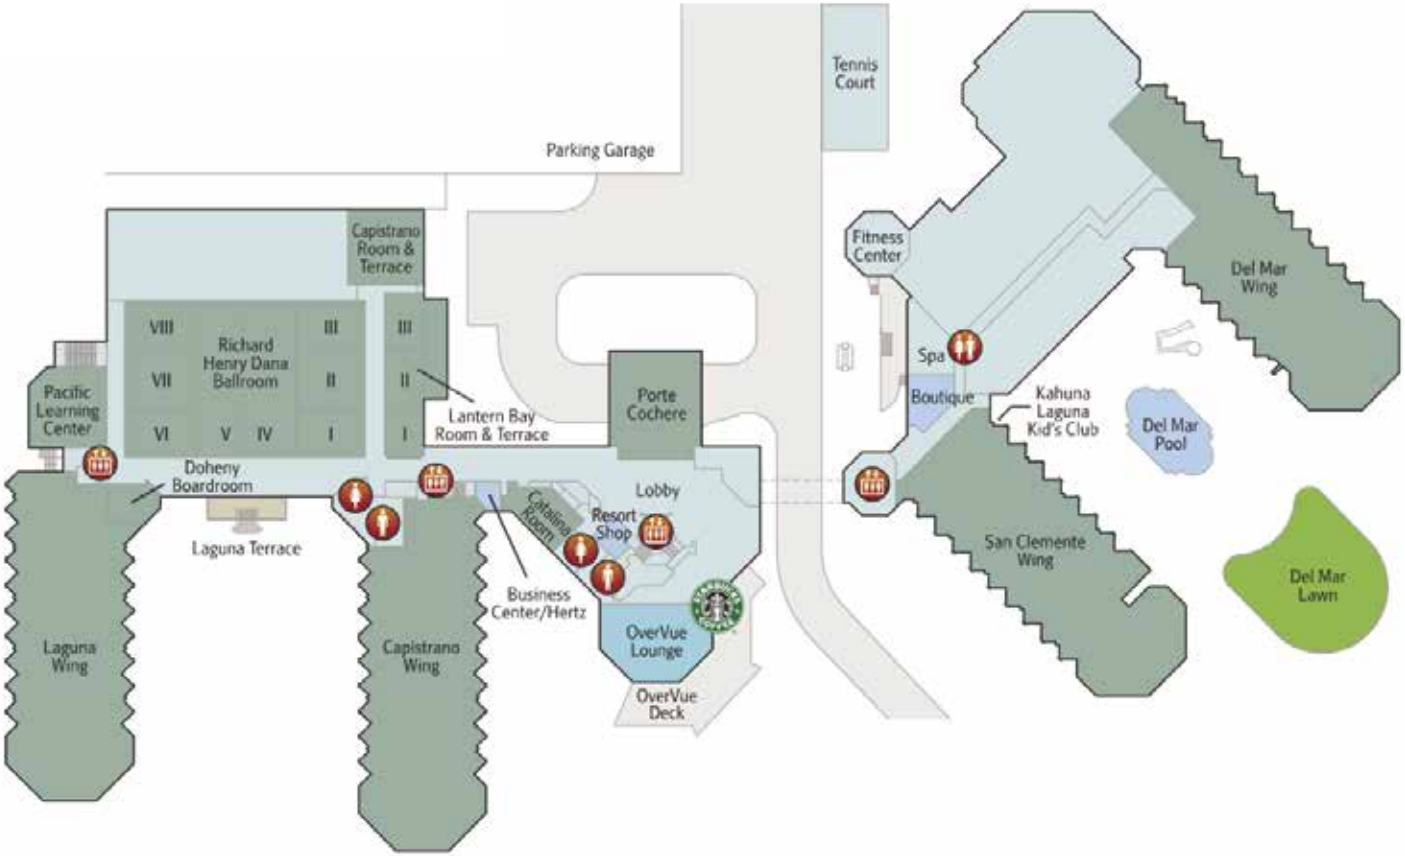 Tennis
Court
Parking Garage
Capistrano
Room &
Terrace
Fitness
Center
Del Mar
Wing
VIII
III
III
Richard
Henry Dana
Ballroom
VII
II
II
VI
V
IV
I
I
Pacific
Learning
Center
Lantern Bay
Room & Terrace
Porte
Cochere
Spa
Boutique
Kahuna
Laguna
Kid's Club
Del Mar
Pool
Doheny
Boardroom
Laguna Terrace
Catalina
Room
Resort
Shop
Lobby
Business
Center/Hertz
San Clemente
Wing
Del Mar
Lawn
STARBUCKS
COFFEE
OverVue
Lounge
OverVue
Deck
Laguna
Wing
Capistrano
Wing